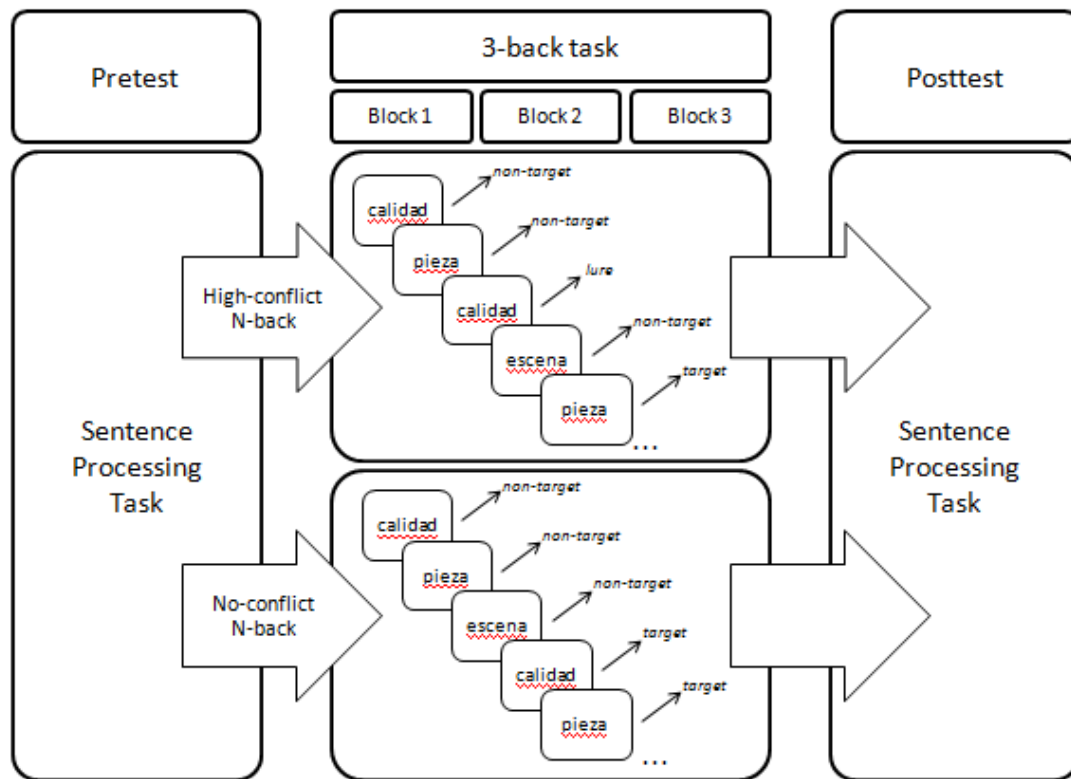 Pretest
3-back task
Block 1
Block 2
Block 3
Posttest
Sentence
Processing
Task
High-conflict
N-back
calidad
non-target
pieza
non-target
calidad
lure
escena
non-target
pieza
target
...
No-conflict
N-back
calidad
non-target
pieza
non-target
escena
non-target
calidad
target
pieza
target
...
Sentence
Processing
Task